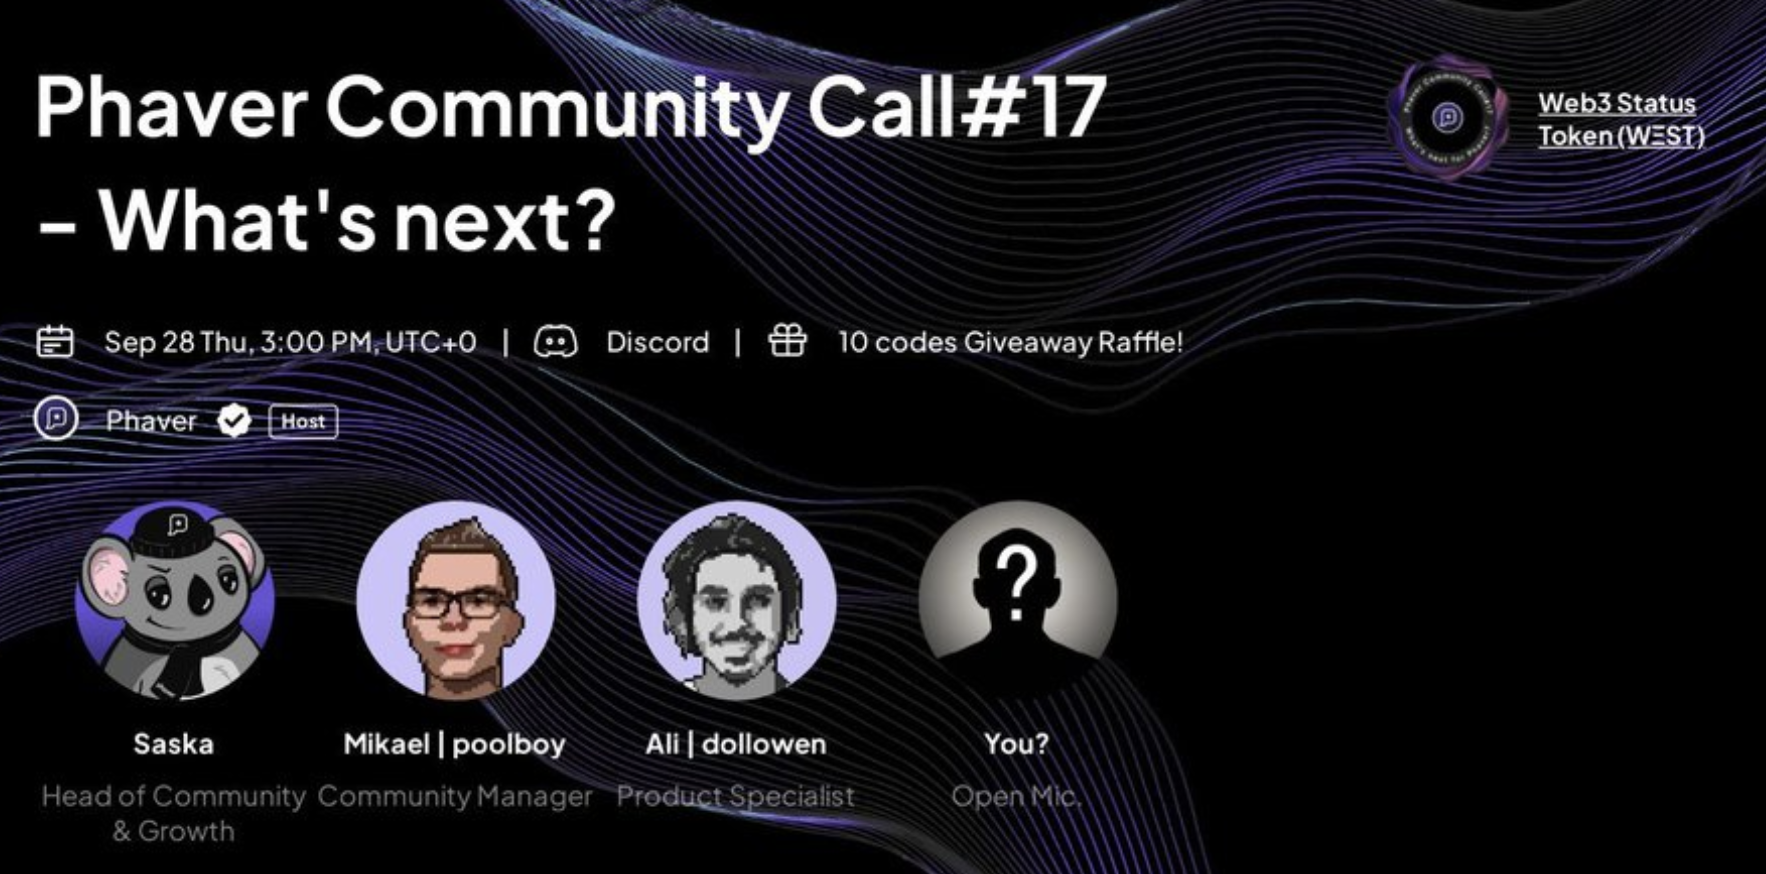 Phaver Community Call#17
– What's next?
Web3 Status
Token (WΞST)
Sep 28 Thu, 3:00 PM, UTC+0 | Discord | 10 codes Giveaway Raffle!
Phaver Host
Saska
Head of Community
& Growth
Mikael | poolboy
Community Manager
Ali | dollowen
Product Specialist
?
You?
Open Mic.